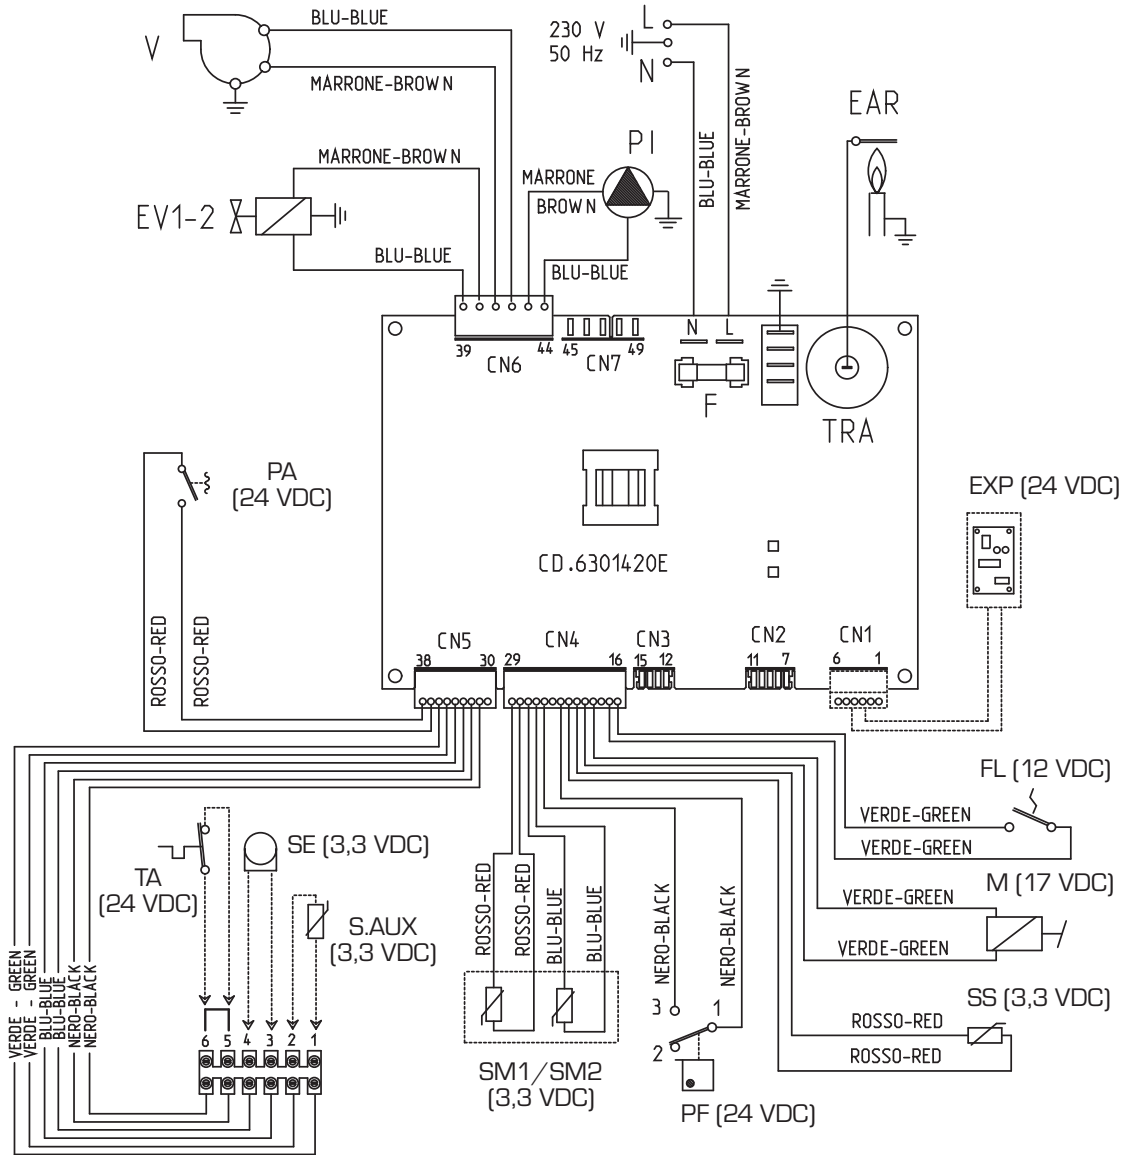 BLU-BLUE
V
MARRONE-BROWN
230 V
50 Hz
L
N
BLU-BLUE
MARRONE-BROWN
EAR
MARRONE-BROWN
EV1-2
BLU-BLUE
PI
MARRONE
BROWN
BLU-BLUE
39
44
CN6
45
49
CN7
N
L
F
TRA
PA
(24 VDC)
ROSSO-RED
ROSSO-RED
CD.6301420E
EXP (24 VDC)
CN5
38
30
CN4
29
16
CN3
15
12
CN2
11
7
CN1
6
1
FL (12 VDC)
VERDE-GREEN
VERDE-GREEN
M (17 VDC)
VERDE-GREEN
VERDE-GREEN
SS (3,3 VDC)
ROSSO-RED
ROSSO-RED
TA
(24 VDC)
SE (3,3 VDC)
S.AUX
(3,3 VDC)
VERDE - GREEN
VERDE - GREEN
BLU-BLUE
BLU-BLUE
NERO-BLACK
NERO-BLACK
6 5 4 3 2 1
ROSSO-RED
ROSSO-RED
BLU-BLUE
BLU-BLUE
SM1/SM2
(3,3 VDC)
NERO-BLACK
NERO-BLACK
3
1
2
PF (24 VDC)